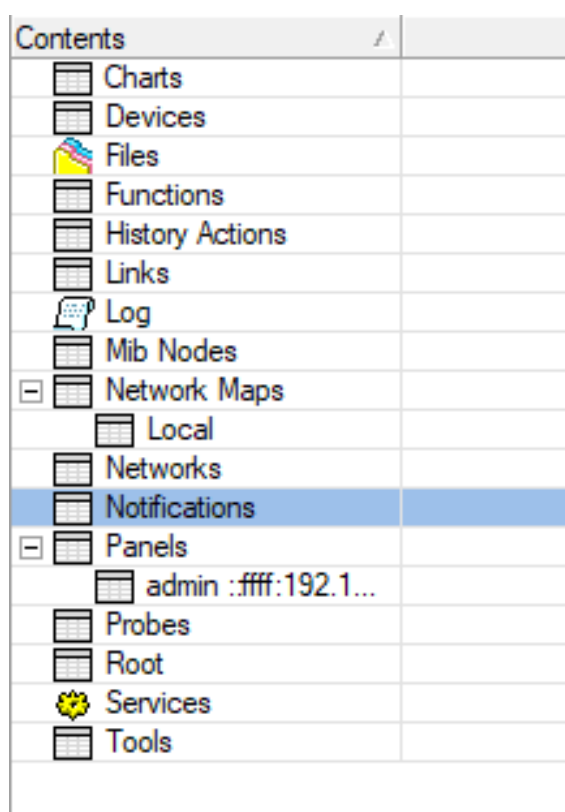 Contents
Charts
Devices
Files
Functions
History Actions
Links
Log
Mib Nodes
Network Maps
Local
Networks
Notifications
Panels
admin ::ffff:192.1...
Probes
Root
Services
Tools